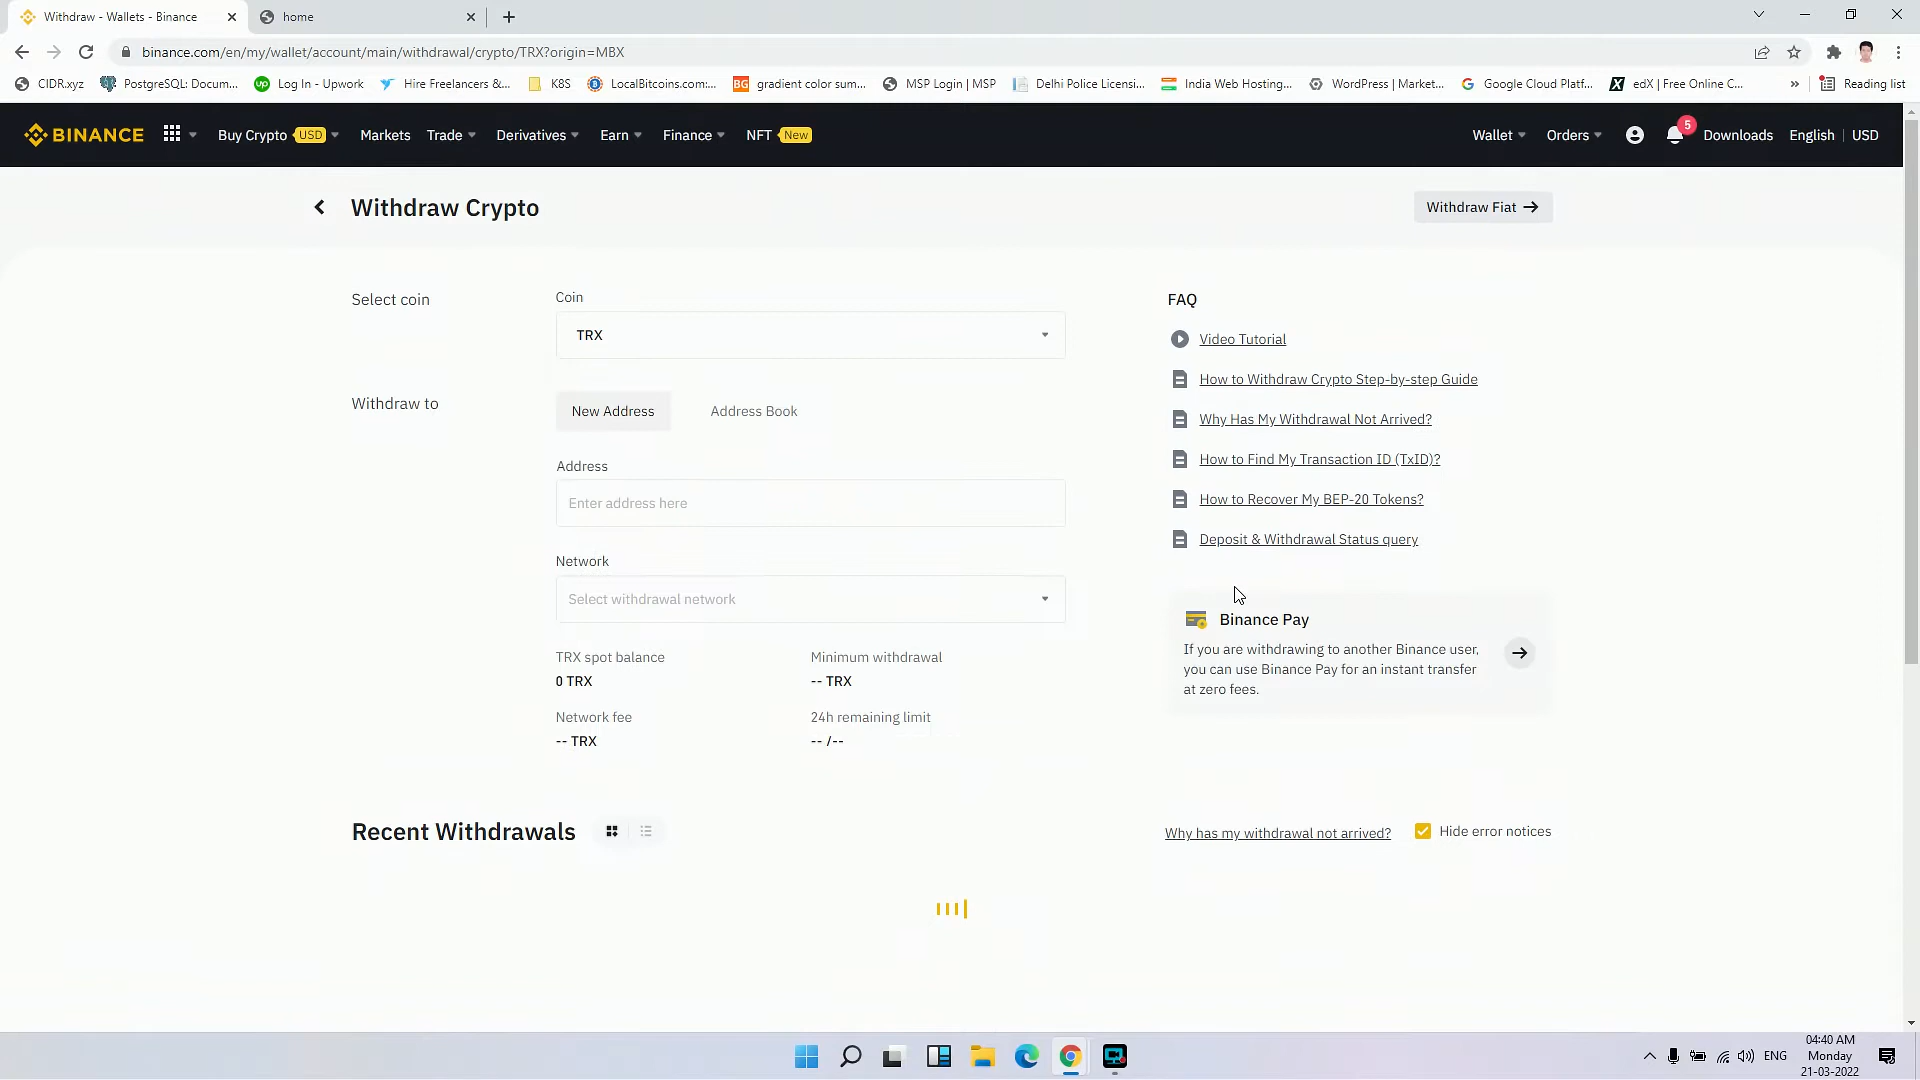 Withdraw - Wallets - Binance
home
binance.com/en/my/wallet/account/main/withdrawal/crypto/TRX?origin=MBX
CIDR.xyz
PostgreSQL: Docum...
Log In - Upwork
Hire Freelancers &...
K8S
LocalBitcoins.com:...
BG
gradient color sum...
MSP Login | MSP
Delhi Police Licensi...
India Web Hosting...
WordPress | Market...
Google Cloud Platf...
edX | Free Online C...
»
Reading list
BINANCE
Buy Crypto USD
Markets
Trade
Derivatives
Earn
Finance
NFT New
Wallet
Orders
5
Downloads
English | USD
Withdraw Crypto
Withdraw Fiat
Select coin
Coin
TRX
Withdraw to
New Address
Address Book
Address
Enter address here
Network
Select withdrawal network
TRX spot balance
0 TRX
Minimum withdrawal
-- TRX
Network fee
-- TRX
24h remaining limit
-- /--
FAQ
Video Tutorial
How to Withdraw Crypto Step-by-step Guide
Why Has My Withdrawal Not Arrived?
How to Find My Transaction ID (TxID)?
How to Recover My BEP-20 Tokens?
Deposit & Withdrawal Status query
Binance Pay
If you are withdrawing to another Binance user,
you can use Binance Pay for an instant transfer
at zero fees.
Recent Withdrawals
Why has my withdrawal not arrived?
Hide error notices
ENG
04:40 AM
Monday
21-03-2022